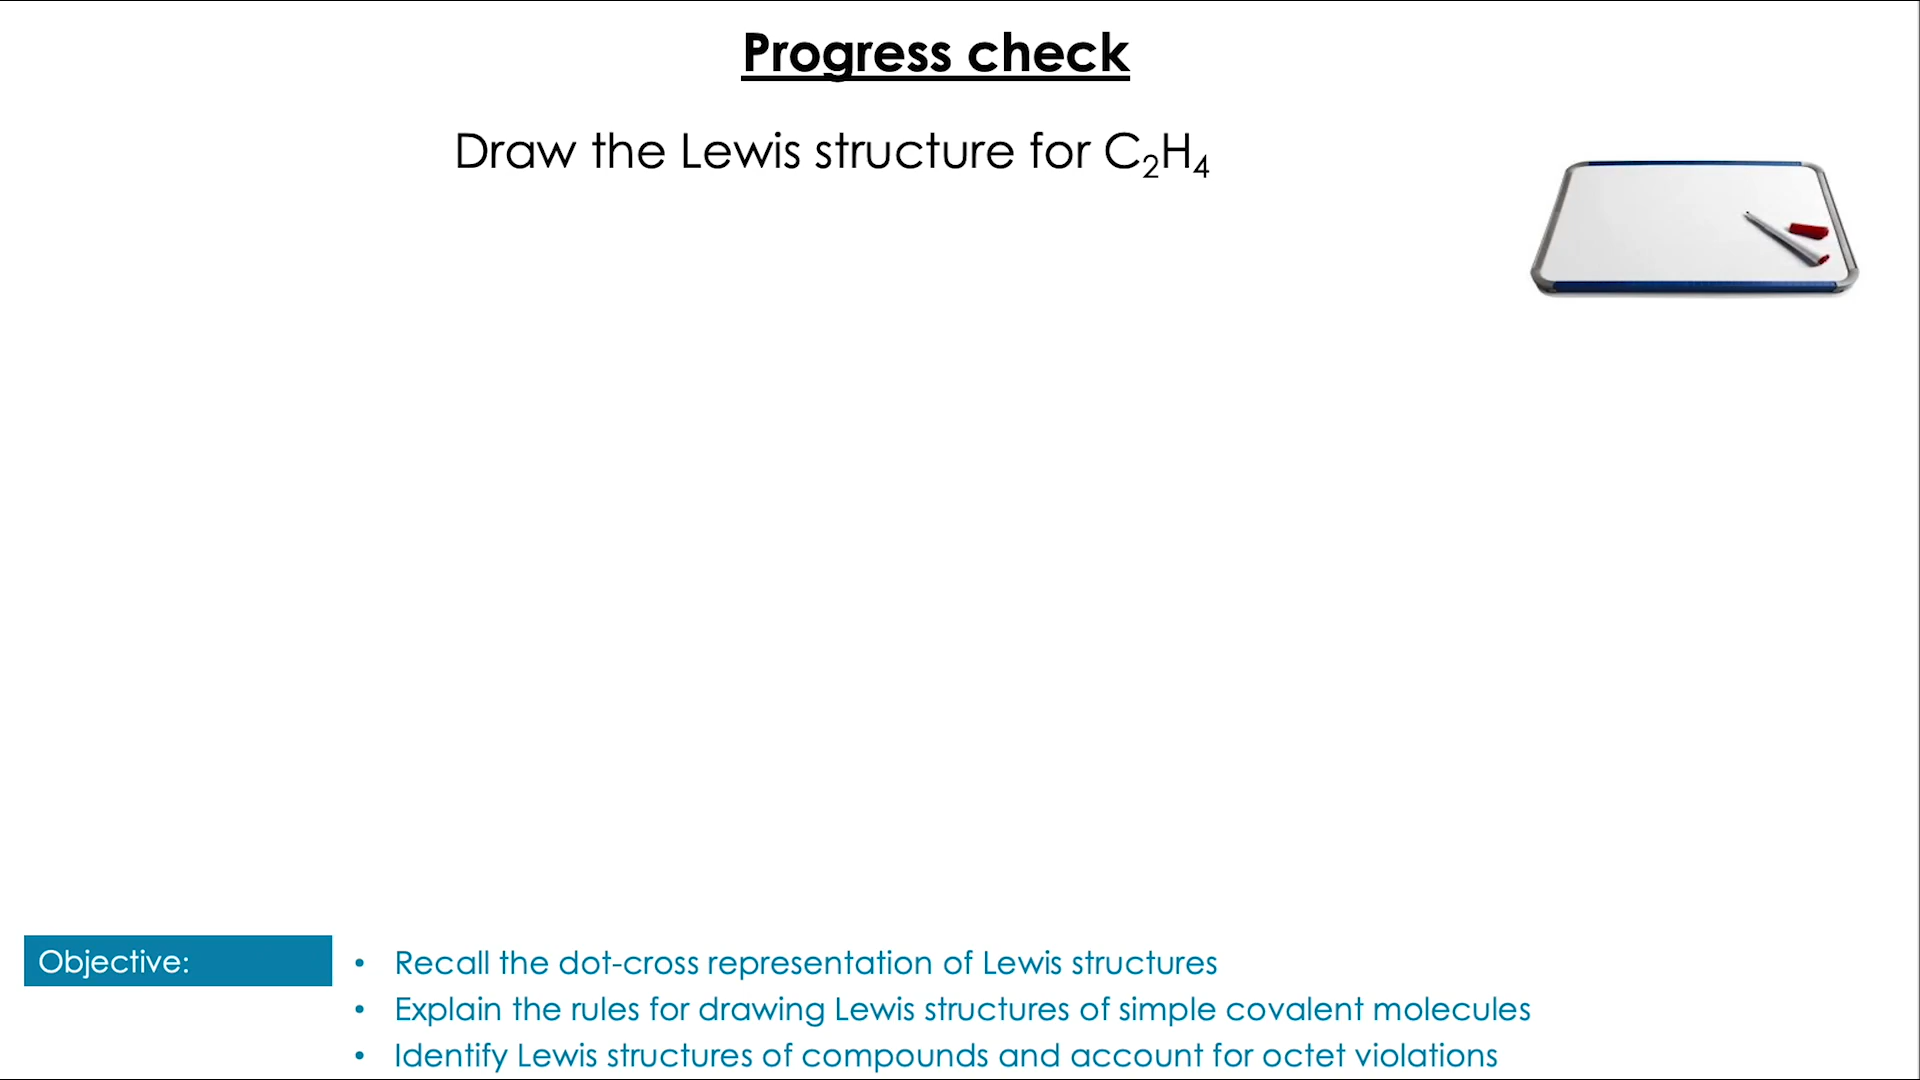 Progress check
Draw the Lewis structure for C₂H₄
Objective:
• Recall the dot-cross representation of Lewis structures
• Explain the rules for drawing Lewis structures of simple covalent molecules
• Identify Lewis structures of compounds and account for octet violations